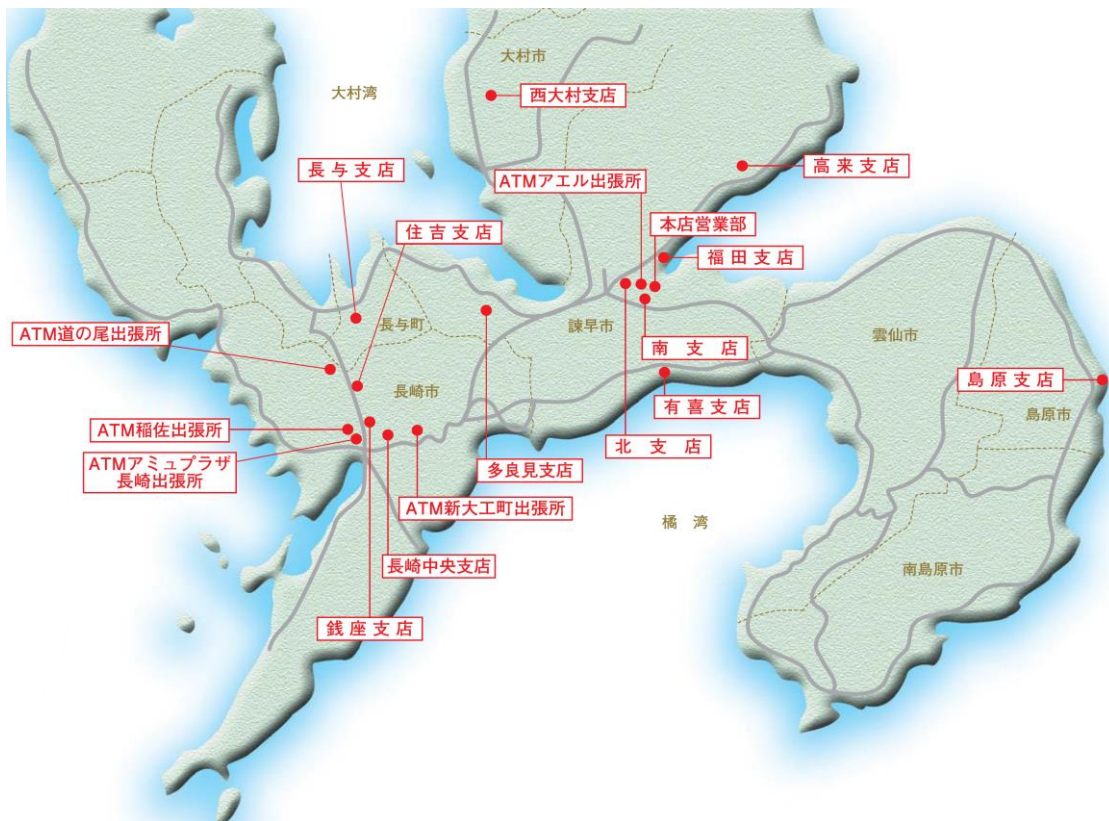 大村市
大村湾
西大村支店
長与支店
ATMアエル出張所
高来支店
住吉支店
本店営業部
福田支店
長与町
諫早市
ATM道の尾出張所
雲仙市
南支店
長崎市
島原支店
有喜支店
島原市
ATM稲佐出張所
北支店
ATMアミュプラザ
長崎出張所
多良見支店
ATM新大工町出張所
橘湾
長崎中央支店
南島原市
銭座支店